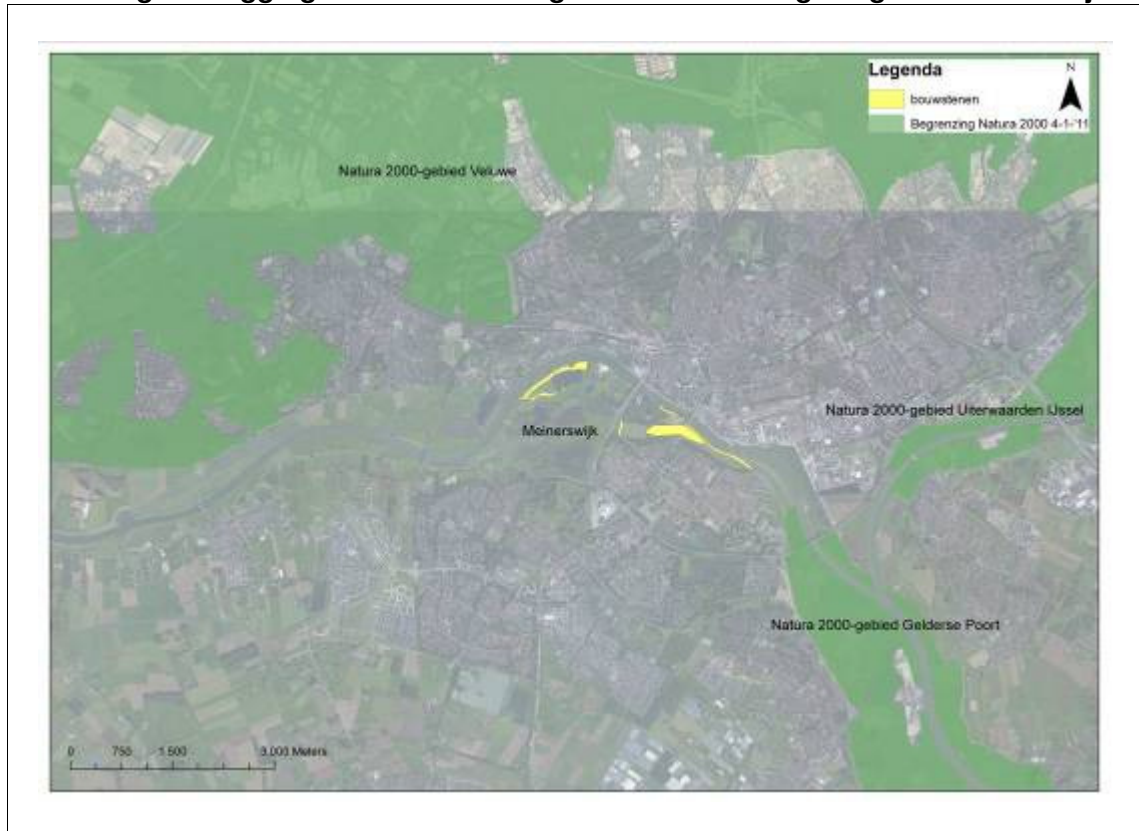 Legenda
N
bouwstenen
Begrenzing Natura 2000 4-1-'11
Natura 2000-gebied Veluwe
Natura 2000-gebied Uiterwaarden IJssel
Meinerswijk
Natura 2000-gebied Gelderse Poort
0 750 1.500 3.000 Meters